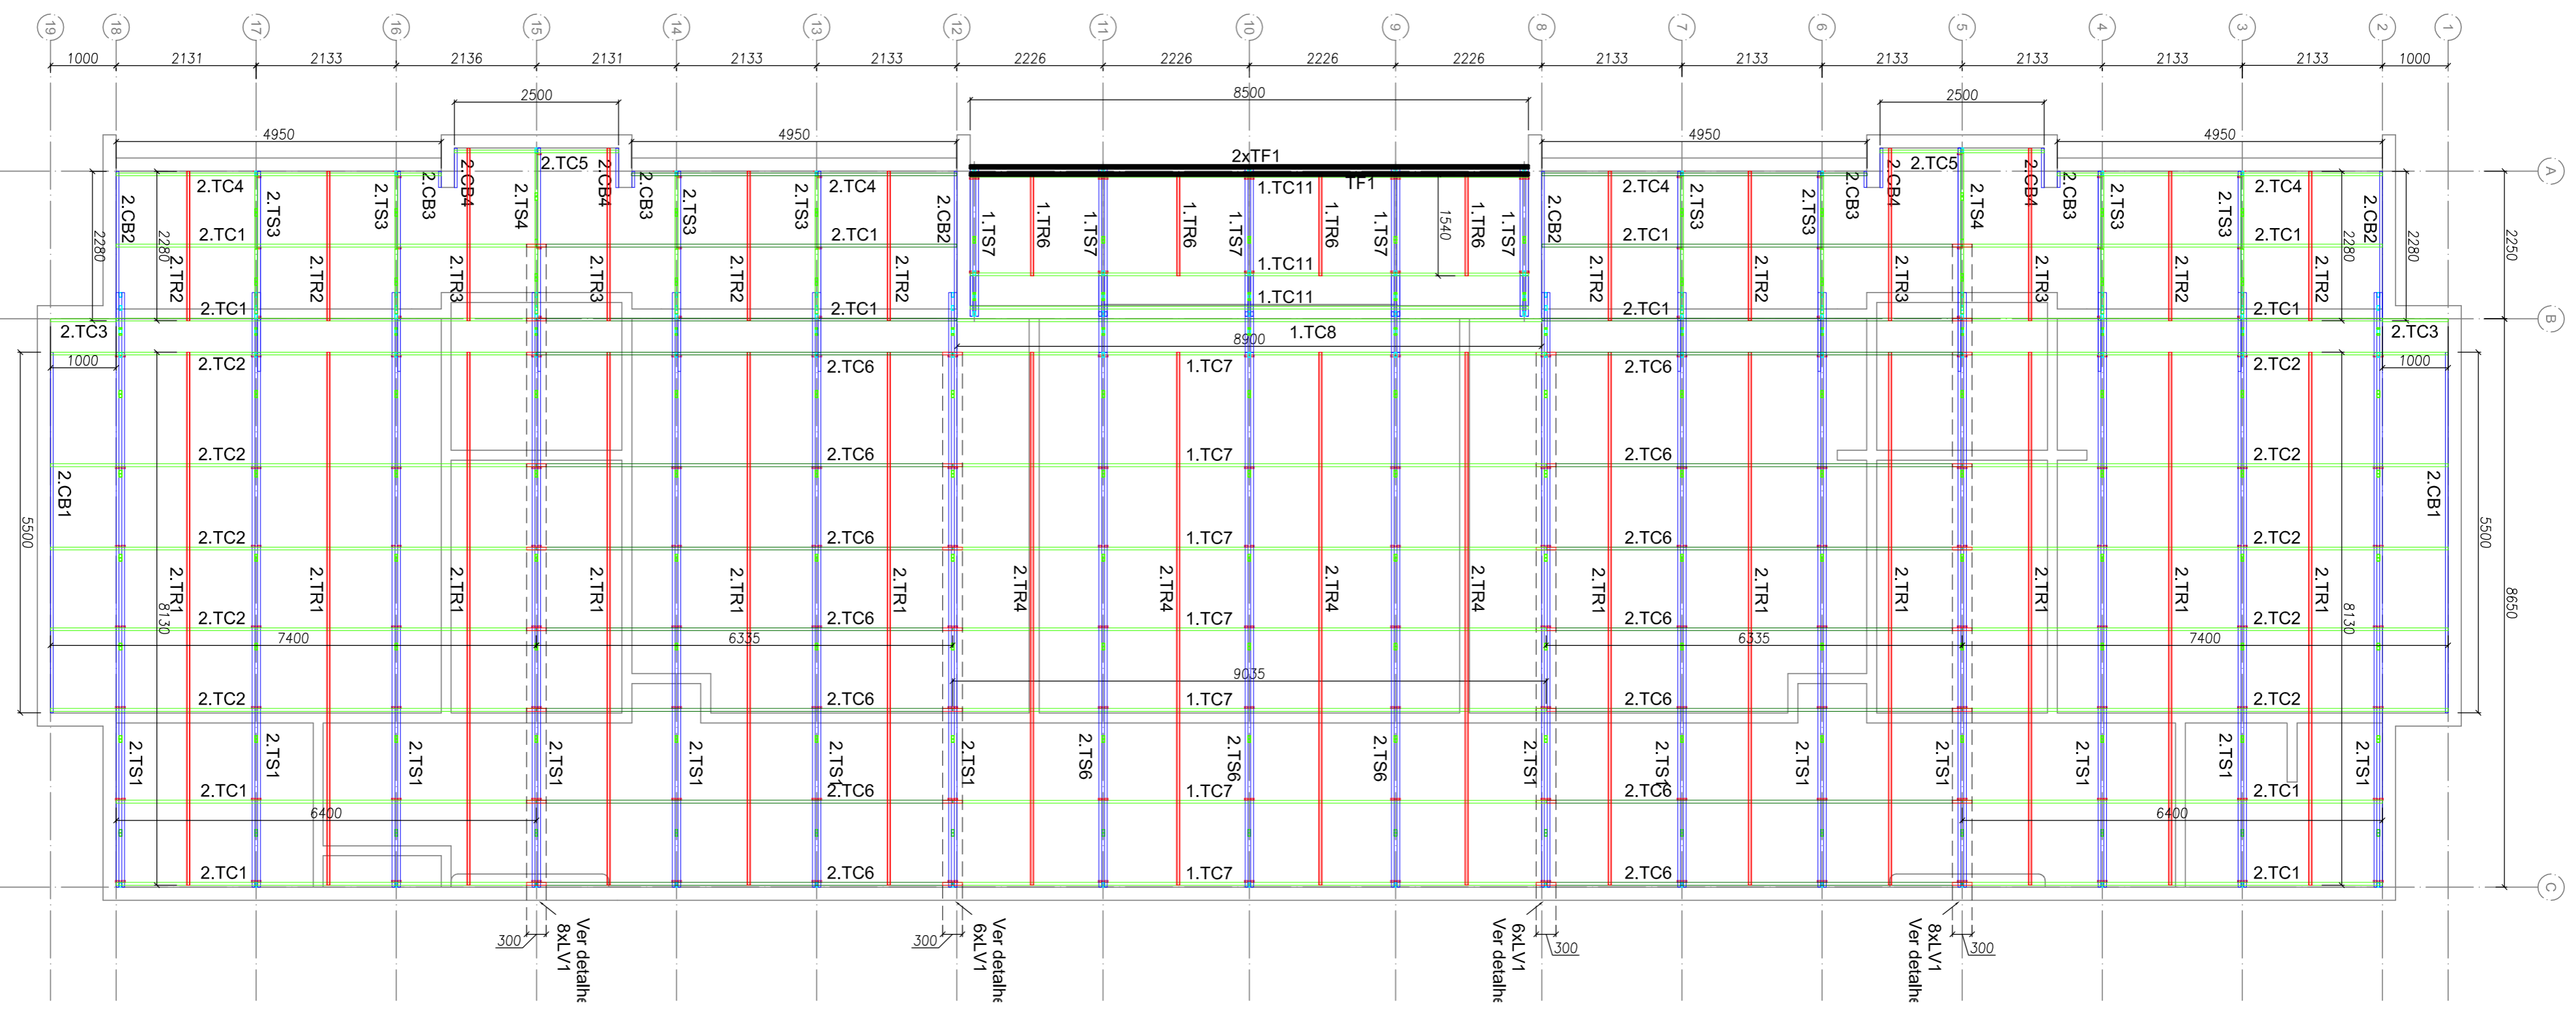 19 18 17 16 15 14 13 12 11 10 9 8 7 6 5 4 3 2 1
1000 2131 2133 2136 2131 2133 2133 2226 2226 2226 2226 2133 2133 2133 2133 2133 2133 1000
2500 8500 2500
4950 4950 4950 4950
2xTF1
2.TC5 2.TC5
TF1
A
2.TC4 2.TC4 1.TC11 2.TC4 2.TC4
2.CB2 2.TS3 2.TS3 2.CB3 2.CB4 2.TS4 2.CB4 2.CB3 2.TS3 2.TS3 2.CB2 1.TS7 1.TR6 1.TS7 1.TR6 1.TS7 1.TR6 1.TS7 1.TR6 1.TS7 2.CB2 2.TS3 2.TS3 2.CB3 2.CB4 2.TS4 2.CB4 2.CB3 2.TS3 2.TS3 2.CB2
2280 2280 1540 2280 2280 2250
2.TC1 2.TC1 2.TC1 2.TC1
1.TC11
2.TR2 2.TR2 2.TR3 2.TR3 2.TR2 2.TR2 2.TR2 2.TR2 2.TR3 2.TR3 2.TR2 2.TR2
2.TC1 2.TC1 1.TC11 2.TC1 2.TC1
B
2.TC3 1.TC8 2.TC3
8900
1000 1000
2.TC2 2.TC6 1.TC7 2.TC6 2.TC2
2.TC2 2.TC6 1.TC7 2.TC6 2.TC2
2.CB1 2.CB1
5500 5500
2.TC2 2.TC6 1.TC7 2.TC6 2.TC2
2.TR1 2.TR1 2.TR1 2.TR1 2.TR1 2.TR1 2.TR4 2.TR4 2.TR4 2.TR4 2.TR1 2.TR1 2.TR1 2.TR1 2.TR1 2.TR1
8130 8130 8650
2.TC2 2.TC6 1.TC7 2.TC6 2.TC2
7400 6335 6335 7400
9035
2.TC2 2.TC6 1.TC7 2.TC6 2.TC2
2.TS1 2.TS1 2.TS1 2.TS1 2.TS1 2.TS1 2.TS1 2.TS6 2.TS6 2.TS6 2.TS1 2.TS1 2.TS1 2.TS1 2.TS1 2.TS1 2.TS1
2.TC1 2.TC6 1.TC7 2.TC6 2.TC1
6400 6400
2.TC1 2.TC6 1.TC7 2.TC6 2.TC1
C
300 300 300 300
8xLV1
Ver detalhe
6xLV1
Ver detalhe
6xLV1
Ver detalhe
8xLV1
Ver detalhe